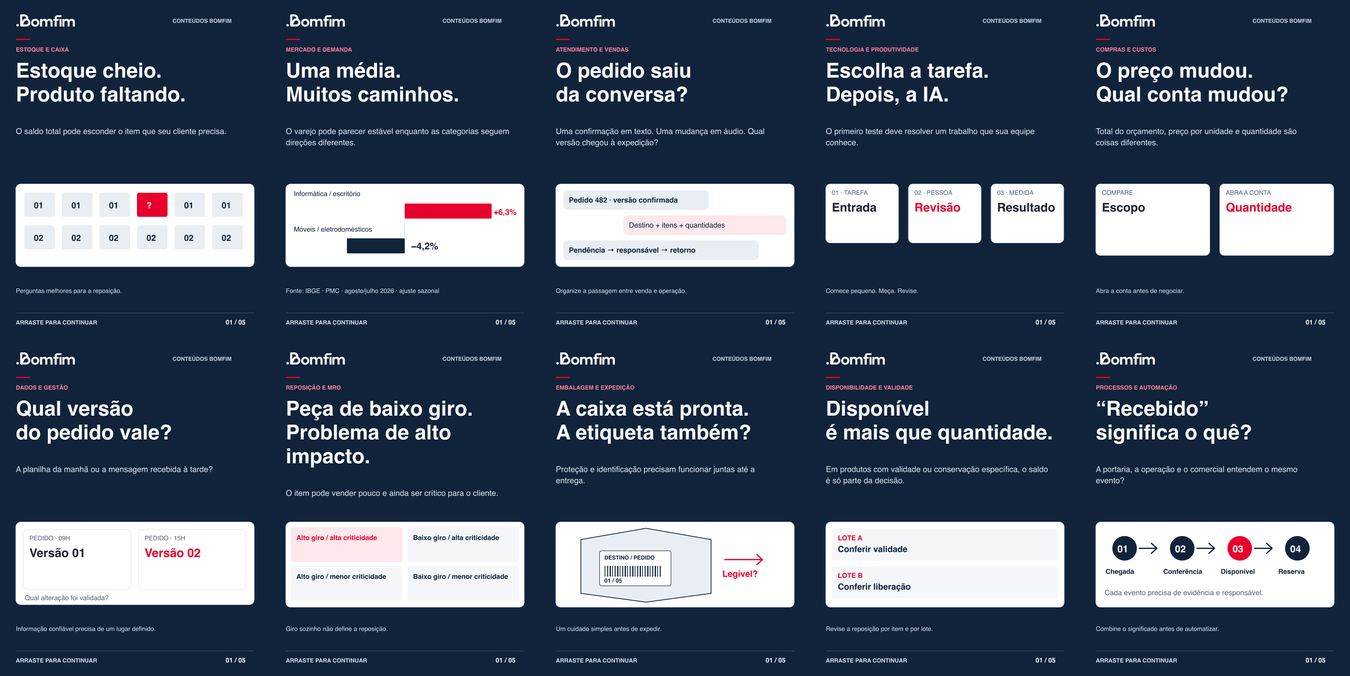 .Bomfim
CONTEÚDOS BOMFIM
ESTOQUE E CAIXA
Estoque cheio.
Produto faltando.
O saldo total pode esconder o item que seu cliente precisa.
01 01 01 ? 01 01
02 02 02 02 02 02
Perguntas melhores para a reposição.
ARRASTE PARA CONTINUAR
01 / 05
.Bomfim
CONTEÚDOS BOMFIM
MERCADO E DEMANDA
Uma média.
Muitos caminhos.
O varejo pode parecer estável enquanto as categorias seguem
direções diferentes.
Informática / escritório
+6,3%
Móveis / eletrodomésticos
−4,2%
Fonte: IBGE · PMC · agosto/julho 2026 · ajuste sazonal
ARRASTE PARA CONTINUAR
01 / 05
.Bomfim
CONTEÚDOS BOMFIM
ATENDIMENTO E VENDAS
O pedido saiu
da conversa?
Uma confirmação em texto. Uma mudança em áudio. Qual
versão chegou à expedição?
Pedido 482 · versão confirmada
Destino + itens + quantidades
Pendência → responsável → retorno
Organize a passagem entre venda e operação.
ARRASTE PARA CONTINUAR
01 / 05
.Bomfim
CONTEÚDOS BOMFIM
TECNOLOGIA E PRODUTIVIDADE
Escolha a tarefa.
Depois, a IA.
O primeiro teste deve resolver um trabalho que sua equipe
conhece.
01 · TAREFA
Entrada
02 · PESSOA
Revisão
03 · MEDIDA
Resultado
Comece pequeno. Meça. Revise.
ARRASTE PARA CONTINUAR
01 / 05
.Bomfim
CONTEÚDOS BOMFIM
COMPRAS E CUSTOS
O preço mudou.
Qual conta mudou?
Total do orçamento, preço por unidade e quantidade são
coisas diferentes.
COMPARE
Escopo
ABRA A CONTA
Quantidade
Abra a conta antes de negociar.
ARRASTE PARA CONTINUAR
01 / 05
.Bomfim
CONTEÚDOS BOMFIM
DADOS E GESTÃO
Qual versão
do pedido vale?
A planilha da manhã ou a mensagem recebida à tarde?
PEDIDO · 09H
Versão 01
PEDIDO · 15H
Versão 02
Qual alteração foi validada?
Informação confiável precisa de um lugar definido.
ARRASTE PARA CONTINUAR
01 / 05
.Bomfim
CONTEÚDOS BOMFIM
REPOSIÇÃO E MRO
Peça de baixo giro.
Problema de alto
impacto.
O item pode vender pouco e ainda ser crítico para o cliente.
Alto giro / alta criticidade
Baixo giro / alta criticidade
Alto giro / menor criticidade
Baixo giro / menor criticidade
Giro sozinho não define a reposição.
ARRASTE PARA CONTINUAR
01 / 05
.Bomfim
CONTEÚDOS BOMFIM
EMBALAGEM E EXPEDIÇÃO
A caixa está pronta.
A etiqueta também?
Proteção e identificação precisam funcionar juntas até a
entrega.
DESTINO / PEDIDO
01 / 05
Legível?
Um cuidado simples antes de expedir.
ARRASTE PARA CONTINUAR
01 / 05
.Bomfim
CONTEÚDOS BOMFIM
DISPONIBILIDADE E VALIDADE
Disponível
é mais que quantidade.
Em produtos com validade ou conservação específica, o saldo
é só parte da decisão.
LOTE A
Conferir validade
LOTE B
Conferir liberação
Revise a reposição por item e por lote.
ARRASTE PARA CONTINUAR
01 / 05
.Bomfim
CONTEÚDOS BOMFIM
PROCESSOS E AUTOMAÇÃO
“Recebido”
significa o quê?
A portaria, a operação e o comercial entendem o mesmo
evento?
01 → 02 → 03 → 04
Chegada Conferência Disponível Reserva
Cada evento precisa de evidência e responsável.
Combine o significado antes de automatizar.
ARRASTE PARA CONTINUAR
01 / 05